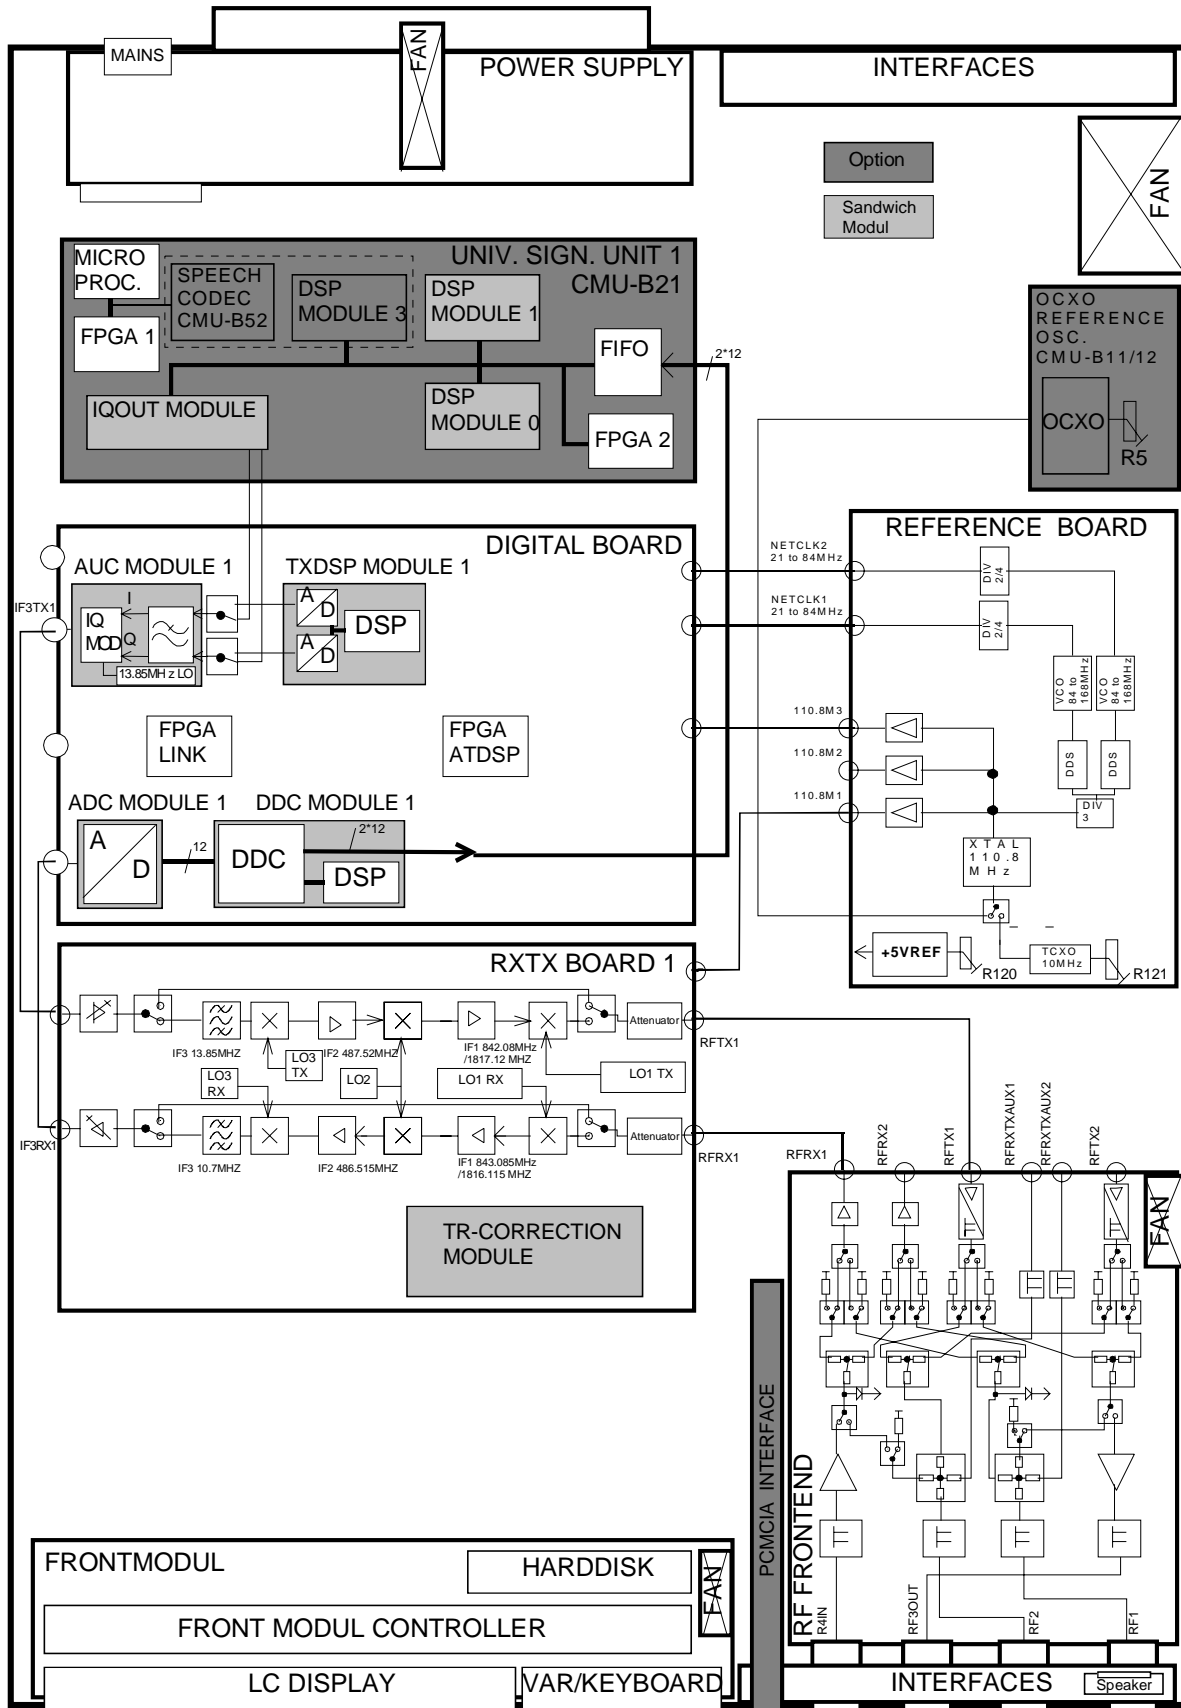 MAINS
FAN
POWER SUPPLY
INTERFACES
Option
Sandwich
Modul
FAN
UNIV. SIGN. UNIT 1
CMU-B21
MICRO
PROC.
SPEECH
CODEC
CMU-B52
DSP
MODULE 3
DSP
MODULE 1
FPGA 1
FIFO
2*12
IQOUT MODULE
DSP
MODULE 0
FPGA 2
OCXO
REFERENCE
OSC.
CMU-B11/12
OCXO
R5
DIGITAL BOARD
AUC MODULE 1
TXDSP MODULE 1
IF3TX1
I
IQ
MOD
Q
13.85MHz LO
A
D
A
D
DSP
FPGA
LINK
FPGA
ATDSP
ADC MODULE 1
DDC MODULE 1
A
D
12
DDC
2*12
DSP
REFERENCE BOARD
NETCLK2
21 to 84MHz
DIV
2/4
NETCLK1
21 to 84MHz
DIV
2/4
VCO
84 to
168MHz
VCO
84 to
168MHz
110.8M3
110.8M2
110.8M1
DDS
DDS
DIV
3
XTAL
110.8
MHz
+5VREF
R120
TCXO
10MHz
R121
RXTX BOARD 1
Attenuator
RFTX1
IF3 13.85MHZ
IF2 487.52MHZ
IF1 842.08MHz
/1817.12 MHZ
LO3
TX
LO3
RX
LO2
LO1 RX
LO1 TX
IF3RX1
Attenuator
RFRX1
IF3 10.7MHZ
IF2 486.515MHZ
IF1 843.085MHz
/1816.115 MHZ
TR-CORRECTION
MODULE
RFRX1
RFRX2
RFTX1
RFRXTXAUX1
RFRXTXAUX2
RFTX2
FAN
PCMCIA INTERFACE
RF FRONTEND
R4IN
RF3OUT
RF2
RF1
FRONTMODUL
HARDDISK
FAN
FRONT MODUL CONTROLLER
LC DISPLAY
VAR/KEYBOARD
INTERFACES
Speaker